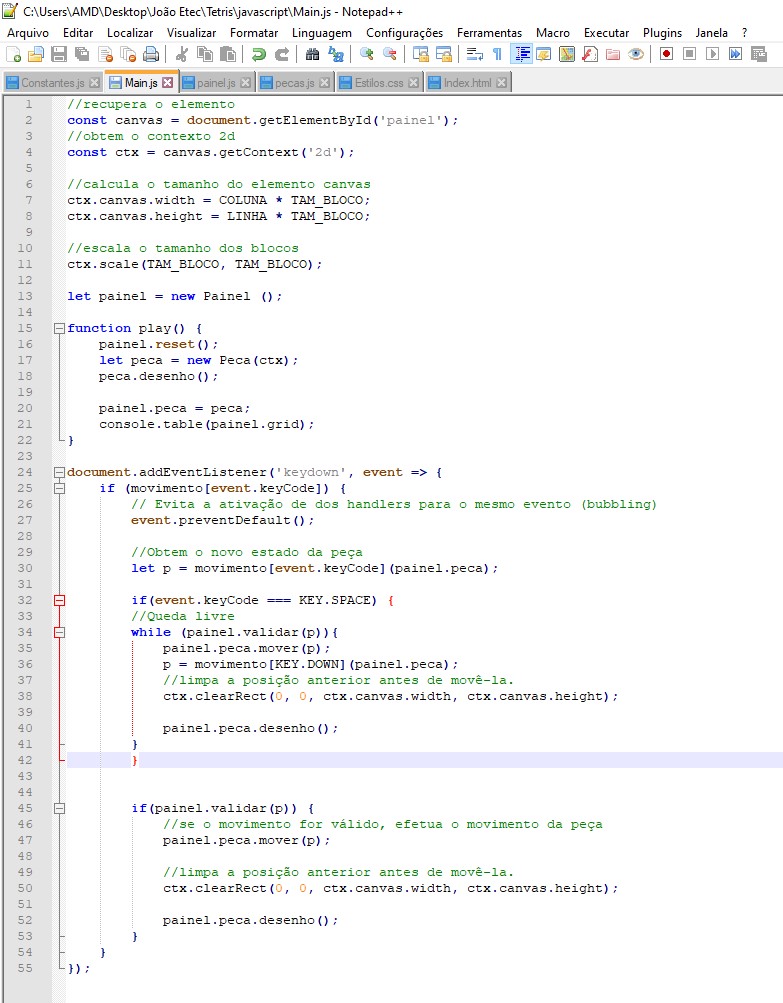 C:\Users\AMD\Desktop\João Etec\Tetris\javascript\Main.js - Notepad++
Arquivo Editar Localizar Visualizar Formatar Linguagem Configurações Ferramentas Macro Executar Plugins Janela ?
Constantes.js Main.js painel.js pecas.js Estilos.css Index.html
1 //recupera o elemento
2 const canvas = document.getElementById('painel');
3 //obtem o contexto 2d
4 const ctx = canvas.getContext('2d');
5
6 //calcula o tamanho do elemento canvas
7 ctx.canvas.width = COLUNA * TAM_BLOCO;
8 ctx.canvas.height = LINHA * TAM_BLOCO;
9
10 //escala o tamanho dos blocos
11 ctx.scale(TAM_BLOCO, TAM_BLOCO);
12
13 let painel = new Painel ();
14
15 function play() {
16 painel.reset();
17 let peca = new Peca(ctx);
18 peca.desenho();
19
20 painel.peca = peca;
21 console.table(painel.grid);
22 }
23
24 document.addEventListener('keydown', event => {
25 if (movimento[event.keyCode]) {
26 // Evita a ativação de dos handlers para o mesmo evento (bubbling)
27 event.preventDefault();
28
29 //Obtem o novo estado da peça
30 let p = movimento[event.keyCode](painel.peca);
31
32 if(event.keyCode === KEY.SPACE) {
33 //Queda livre
34 while (painel.validar(p)){
35 painel.peca.mover(p);
36 p = movimento[KEY.DOWN](painel.peca);
37 //limpa a posição anterior antes de movê-la.
38 ctx.clearRect(0, 0, ctx.canvas.width, ctx.canvas.height);
39
40 painel.peca.desenho();
41 }
42 }
43
44
45 if(painel.validar(p)) {
46 //se o movimento for válido, efetua o movimento da peça
47 painel.peca.mover(p);
48
49 //limpa a posição anterior antes de movê-la.
50 ctx.clearRect(0, 0, ctx.canvas.width, ctx.canvas.height);
51
52 painel.peca.desenho();
53 }
54 }
55 });